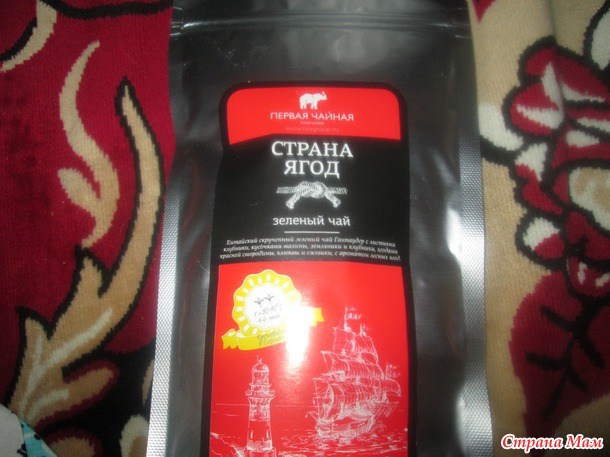 ПЕРВАЯ ЧАЙНАЯ
СТРАНА
ЯГОД
зеленый чай
Китайский скрученный зеленый чай Ганпаудер с листьями
клубники, кусочками малины, земляники и клубники, ягодами
красной смородины, клюквы и ежевики, с ароматом лесных ягод
Страна Мам